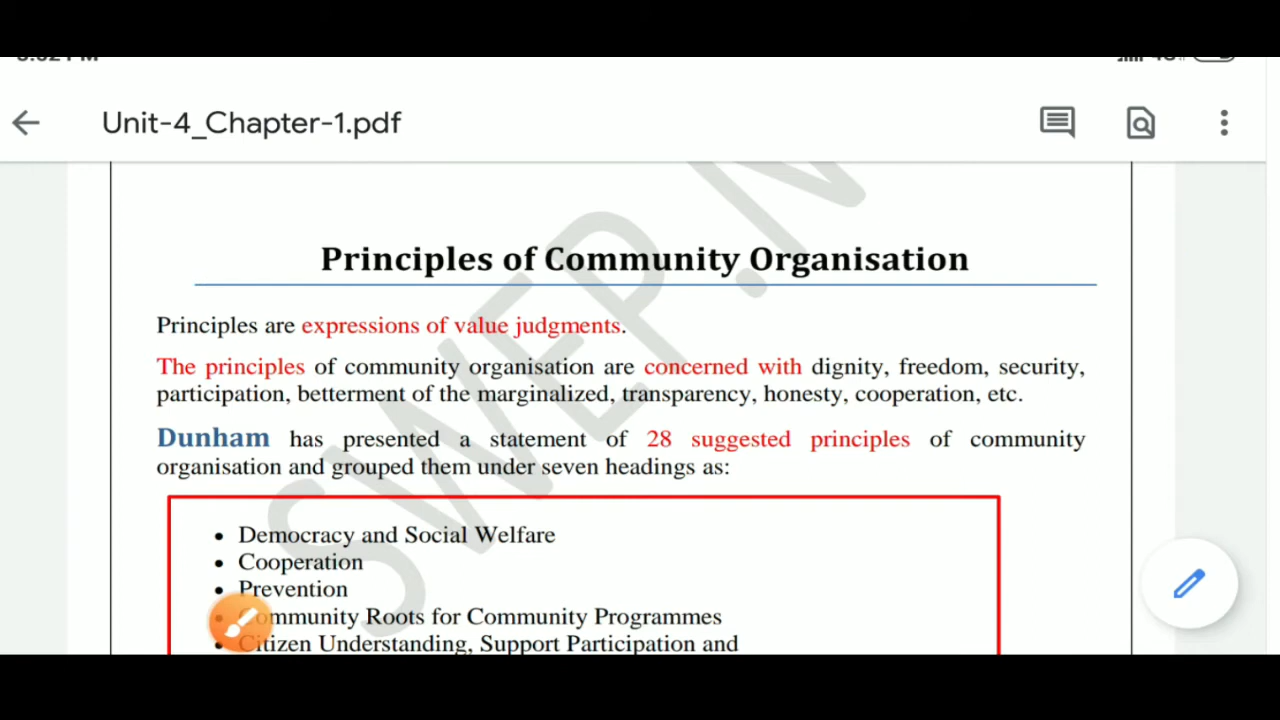 Unit-4_Chapter-1.pdf
Principles of Community Organisation
Principles are expressions of value judgments.
The principles of community organisation are concerned with dignity, freedom, security,
participation, betterment of the marginalized, transparency, honesty, cooperation, etc.
Dunham has presented a statement of 28 suggested principles of community
organisation and grouped them under seven headings as:
• Democracy and Social Welfare
• Cooperation
• Prevention
• Community Roots for Community Programmes
• Citizen Understanding, Support Participation and